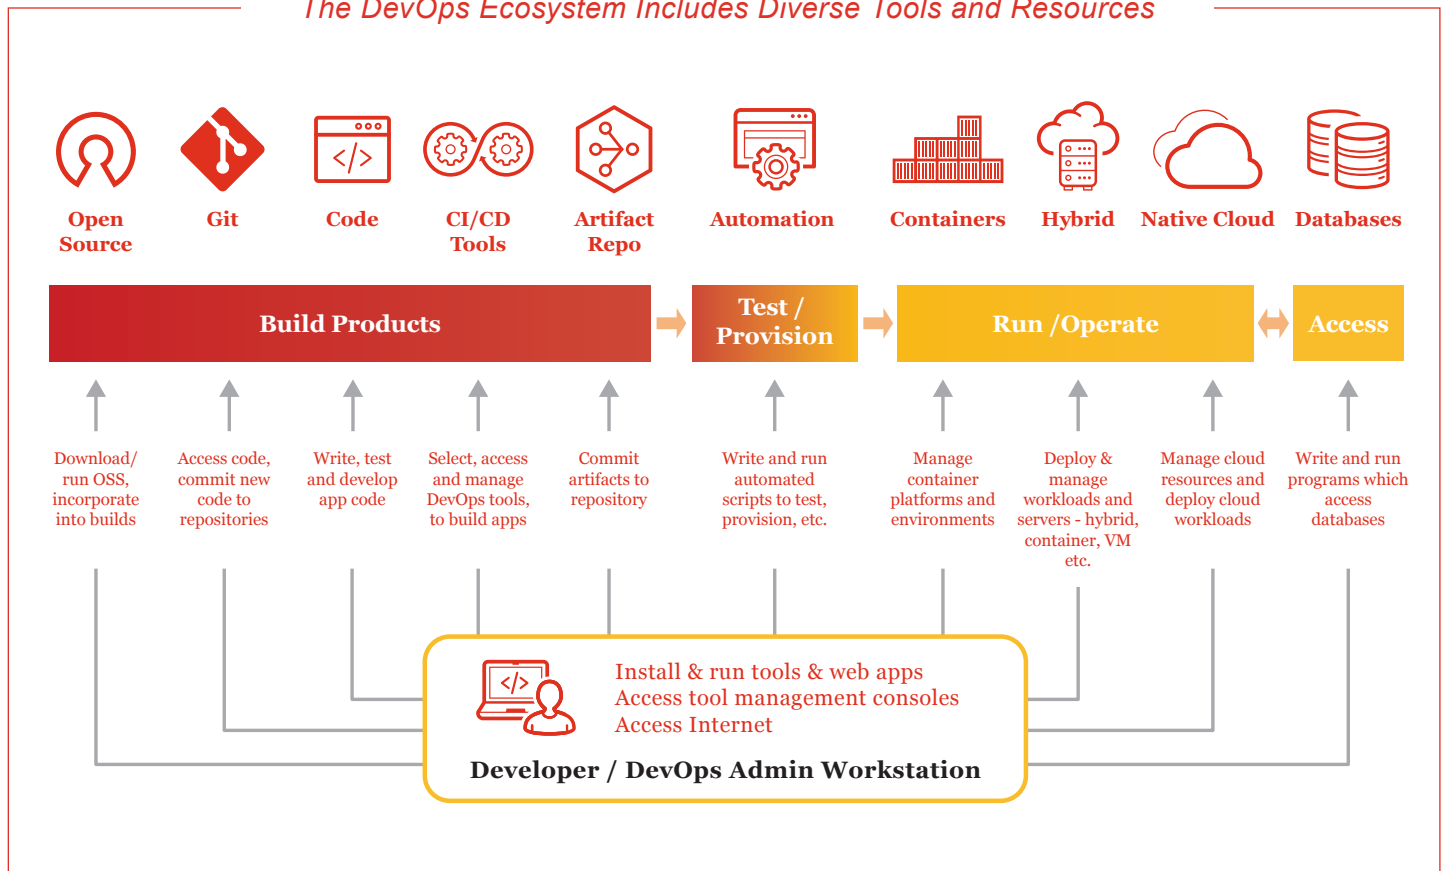 The DevOps Ecosystem Includes Diverse Tools and Resources
Open
Source
Git
Code
CI/CD
Tools
Artifact
Repo
Automation
Containers
Hybrid
Native Cloud
Databases
Build Products
Test /
Provision
Run /Operate
Access
Download/
run OSS,
incorporate
into builds
Access code,
commit new
code to
repositories
Write, test
and develop
app code
Select, access
and manage
DevOps tools,
to build apps
Commit
artifacts to
repository
Write and run
automated
scripts to test,
provision, etc.
Manage
container
platforms and
environments
Deploy &
manage
workloads and
servers - hybrid,
container, VM
etc.
Manage cloud
resources and
deploy cloud
workloads
Write and run
programs which
access
databases
</> 
Install & run tools & web apps
Access tool management consoles
Access Internet
Developer / DevOps Admin Workstation